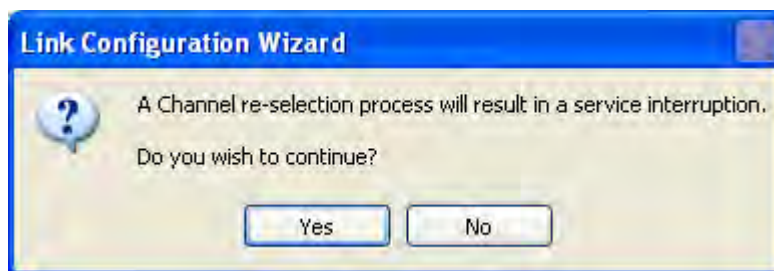 Link Configuration Wizard
A Channel re-selection process will result in a service interruption.
Do you wish to continue?
Yes
No